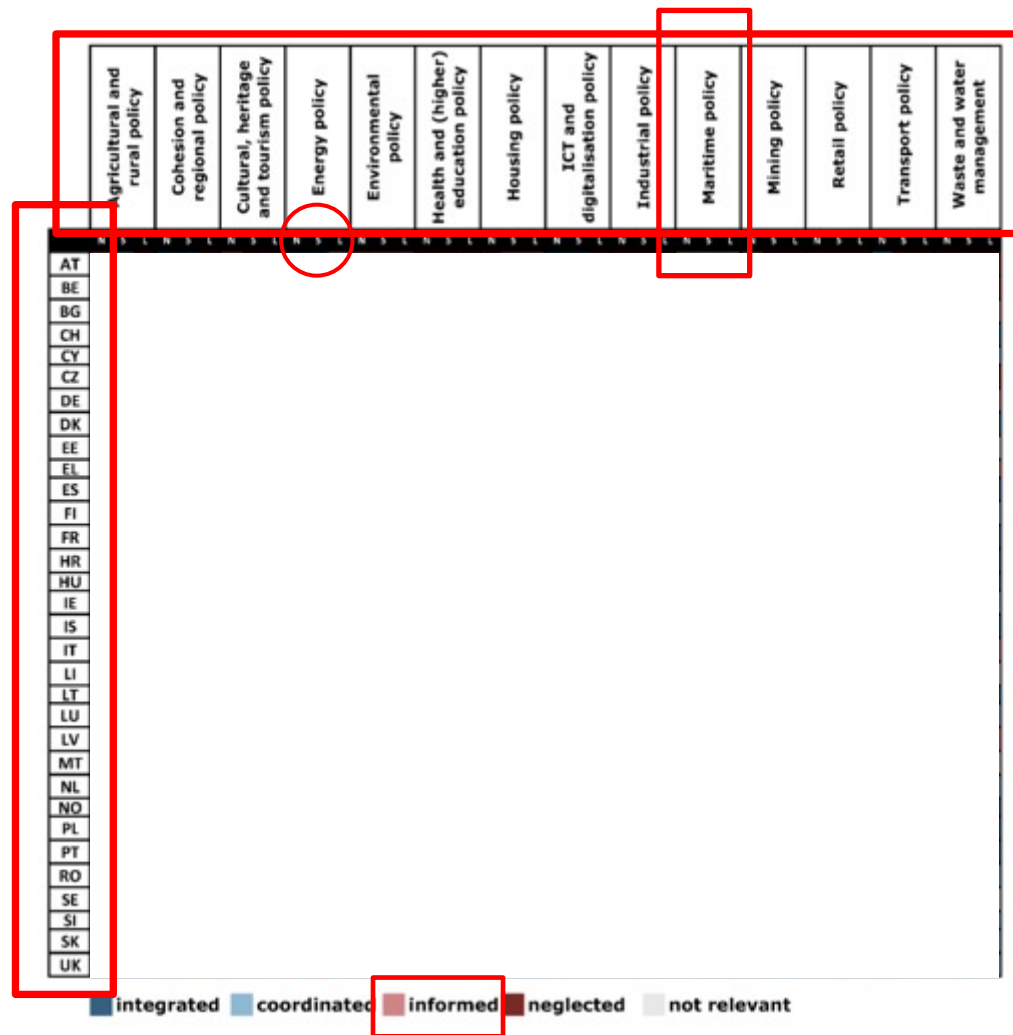 Agricultural and
rural policy
Cohesion and
regional policy
Cultural, heritage
and tourism policy
Energy policy
Environmental
policy
Health and (higher)
education policy
Housing policy
ICT and
digitalisation policy
Industrial policy
Maritime policy
Mining policy
Retail policy
Transport policy
Waste and water
management
N S L N S L N S L N S L N S L N S L N S L N S L N S L N S L N S L N S L N S L N S L
AT
BE
BG
CH
CY
CZ
DE
DK
EE
EL
ES
FI
FR
HR
HU
IE
IS
IT
LI
LT
LU
LV
MT
NL
NO
PL
PT
RO
SE
SI
SK
UK
integrated coordinated informed neglected not relevant